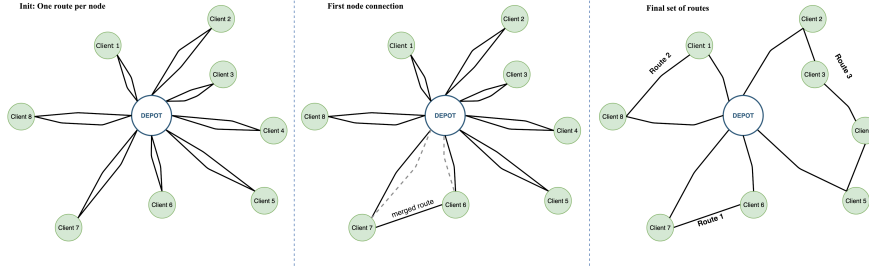 Init: One route per node
Client 2
Client 1
Client 3
Client 8
DEPOT
Client 4
Client 5
Client 6
Client 7
First node connection
Client 2
Client 1
Client 3
Client 8
DEPOT
Client 4
Client 5
Client 6
merged route
Client 7
Final set of routes
Client 2
Client 1
Route 2
Route 3
Client 3
Client 8
DEPOT
Clien
Client 5
Client 6
Route 1
Client 7